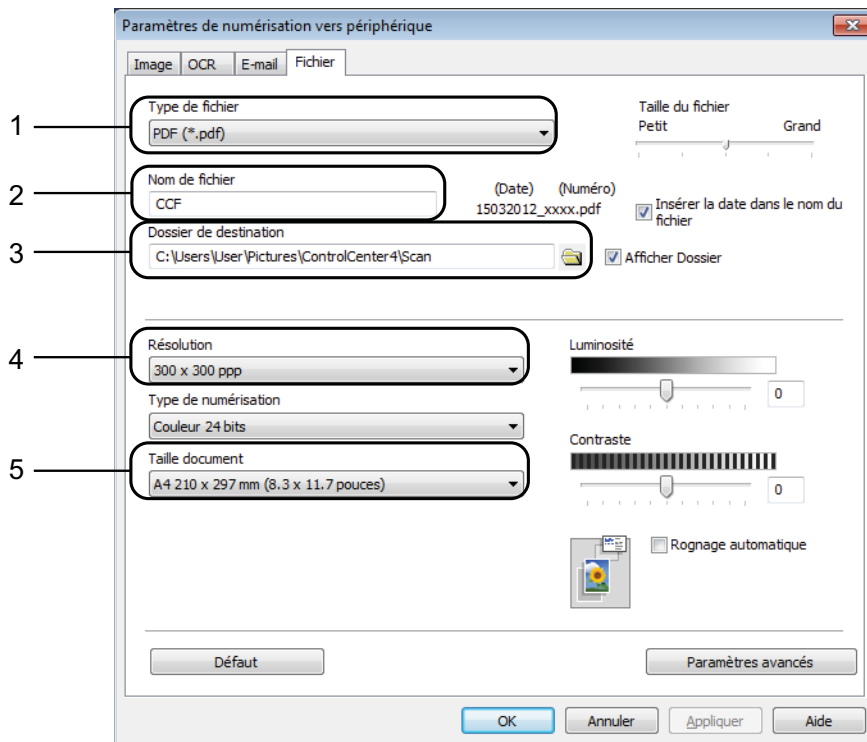 Paramètres de numérisation vers périphérique
Image
OCR
E-mail
Fichier
1
Type de fichier
PDF (*.pdf)
Taille du fichier
Petit
Grand
2
Nom de fichier
CCF
(Date) (Numéro)
15032012_xxxx.pdf
Insérer la date dans le nom du
fichier
3
Dossier de destination
C:\Users\User\Pictures\ControlCenter4\Scan
Afficher Dossier
4
Résolution
300 x 300 ppp
Luminosité
0
Type de numérisation
Couleur 24 bits
5
Taille document
A4 210 x 297 mm (8.3 x 11.7 pouces)
Contraste
0
Rognage automatique
Défaut
Paramètres avancés
OK
Annuler
Appliquer
Aide